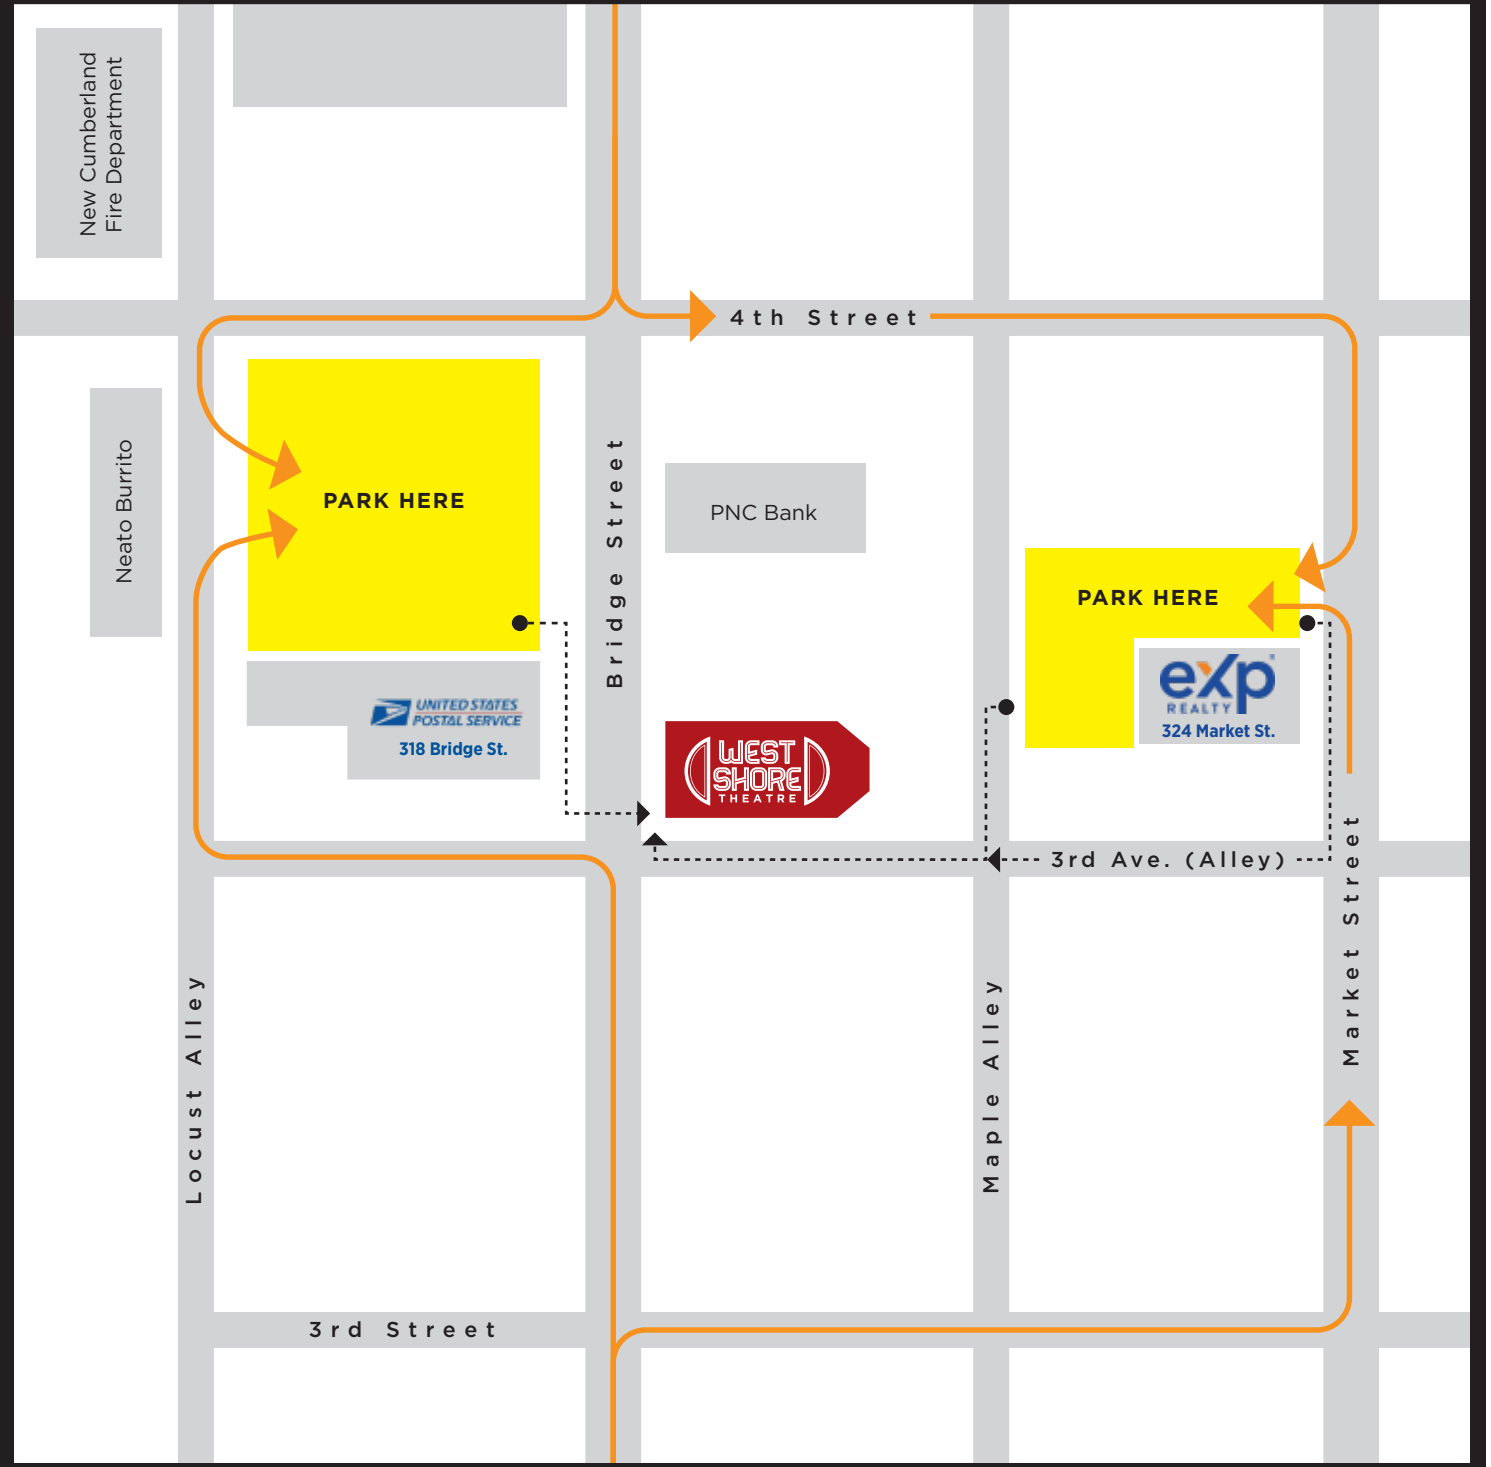 New Cumberland
Fire Department
4th Street
Neato Burrito
PARK HERE
Bridge Street
PNC Bank
PARK HERE
UNITED STATES
POSTAL SERVICE
318 Bridge St.
eXp
REALTY
324 Market St.
WEST
SHORE
THEATRE
3rd Ave. (Alley)
Market Street
Locust Alley
Maple Alley
3rd Street